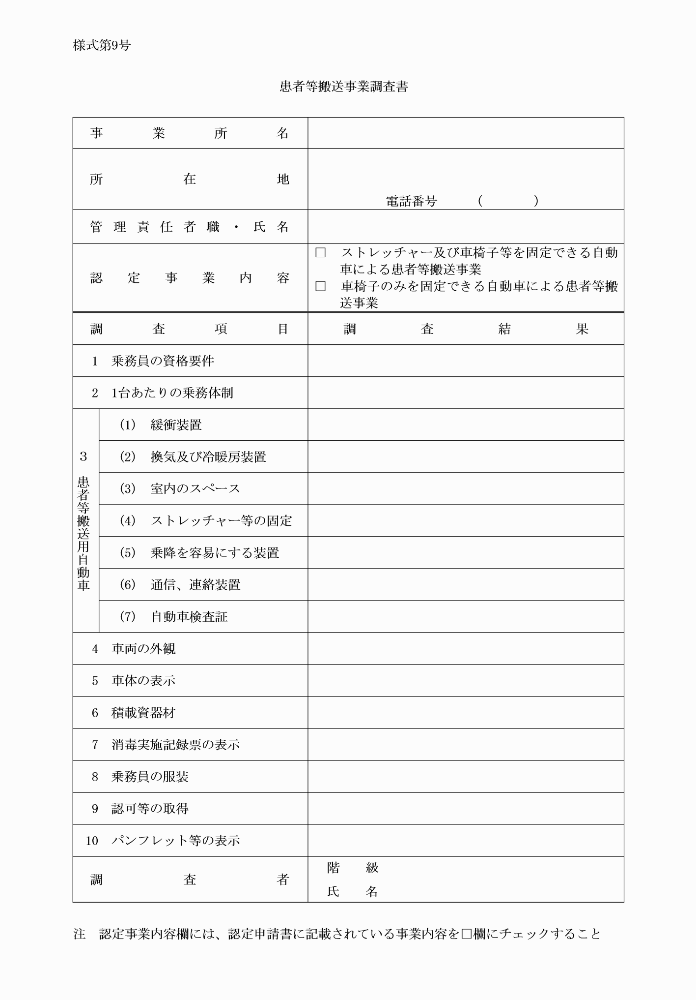 様式第9号
患者等搬送事業調査書
事業所名
所在地
電話番号　　　（　　　　）
管理責任者職・氏名
認定事業内容
□　ストレッチャー及び車椅子等を固定できる自動
車による患者等搬送事業
□　車椅子のみを固定できる自動車による患者等搬
送事業
調査項目　調査結果
1　乗務員の資格要件
2　1台あたりの乗務体制
3　患者等搬送用自動車
(1)　緩衝装置
(2)　換気及び冷暖房装置
(3)　室内のスペース
(4)　ストレッチャー等の固定
(5)　乗降を容易にする装置
(6)　通信、連絡装置
(7)　自動車検査証
4　車両の外観
5　車体の表示
6　積載資器材
7　消毒実施記録票の表示
8　乗務員の服装
9　認可等の取得
10　パンフレット等の表示
調査者
階　　級
氏　　名
注　認定事業内容欄には、認定申請書に記載されている事業内容を□欄にチェックすること